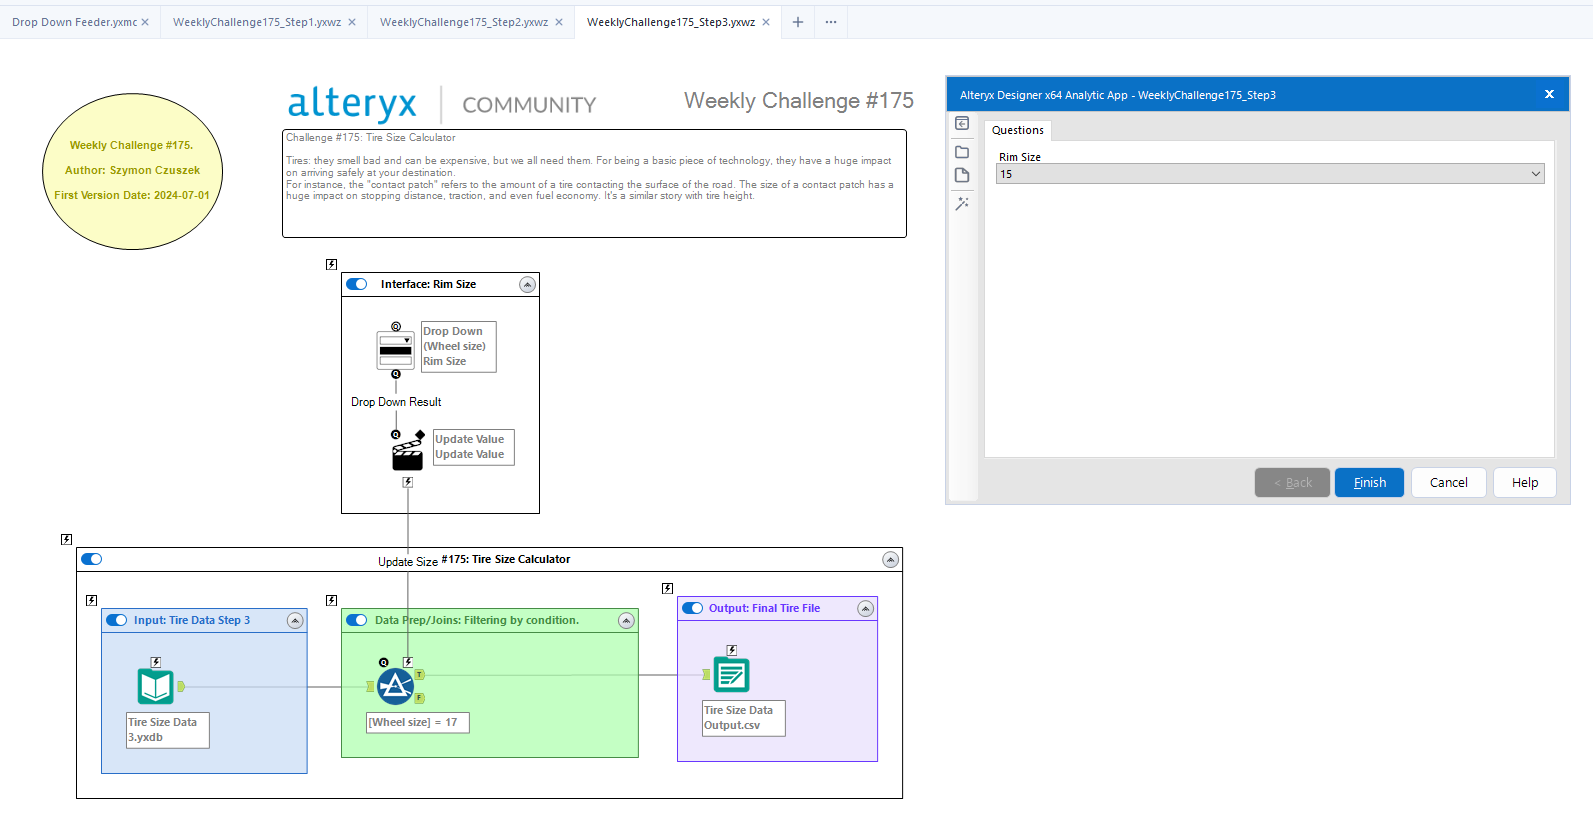 Drop Down Feeder.yxmc
WeeklyChallenge175_Step1.yxwz
WeeklyChallenge175_Step2.yxwz
WeeklyChallenge175_Step3.yxwz
Weekly Challenge #175.
Author: Szymon Czuszek
First Version Date: 2024-07-01
alteryx COMMUNITY
Weekly Challenge #175
Challenge #175: Tire Size Calculator
Tires: they smell bad and can be expensive, but we all need them. For being a basic piece of technology, they have a huge impact
on arriving safely at your destination.
For instance, the "contact patch" refers to the amount of a tire contacting the surface of the road. The size of a contact patch has a
huge impact on stopping distance, traction, and even fuel economy. It's a similar story with tire height.
Alteryx Designer x64 Analytic App - WeeklyChallenge175_Step3
Questions
Rim Size
15
< Back
Finish
Cancel
Help
Interface: Rim Size
Drop Down
(Wheel size)
Rim Size
Drop Down Result
Update Value
Update Value
Update Size
#175: Tire Size Calculator
Input: Tire Data Step 3
Tire Size Data
3.yxdb
Data Prep/Joins: Filtering by condition.
T
F
[Wheel size] = 17
Output: Final Tire File
Tire Size Data
Output.csv